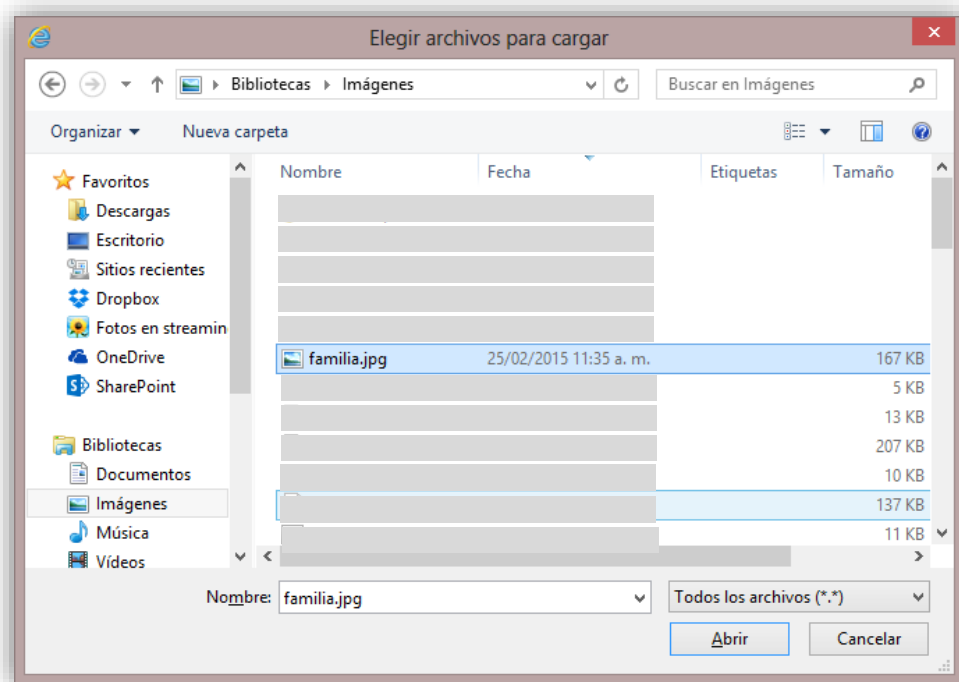 Elegir archivos para cargar
Bibliotecas Imágenes
Buscar en Imágenes
Organizar Nueva carpeta
Nombre Fecha Etiquetas Tamaño
Favoritos
Descargas
Escritorio
Sitios recientes
Dropbox
Fotos en streamin
OneDrive
SharePoint
Bibliotecas
Documentos
Imágenes
Música
Vídeos
familia.jpg 25/02/2015 11:35 a. m. 167 KB
5 KB
13 KB
207 KB
10 KB
137 KB
11 KB
Nombre: familia.jpg
Todos los archivos (*.*)
Abrir Cancelar